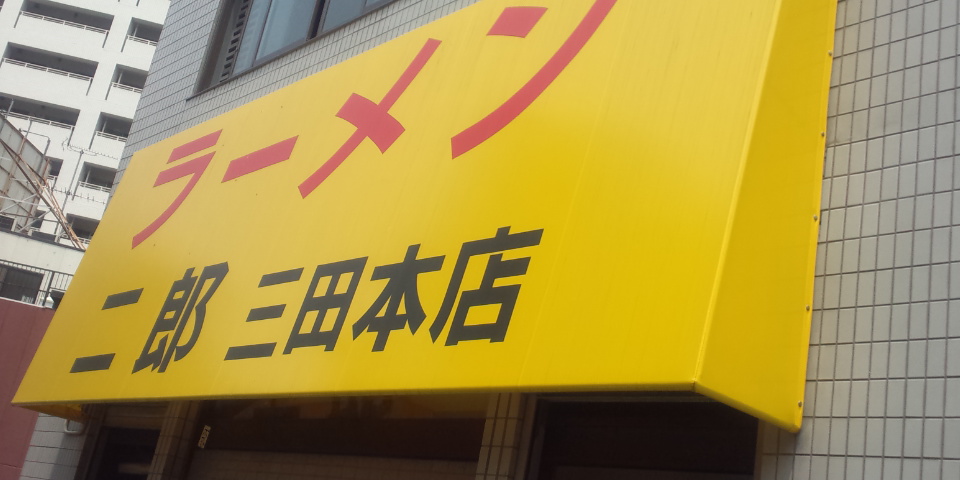 ラーメン
二郎 三田本店